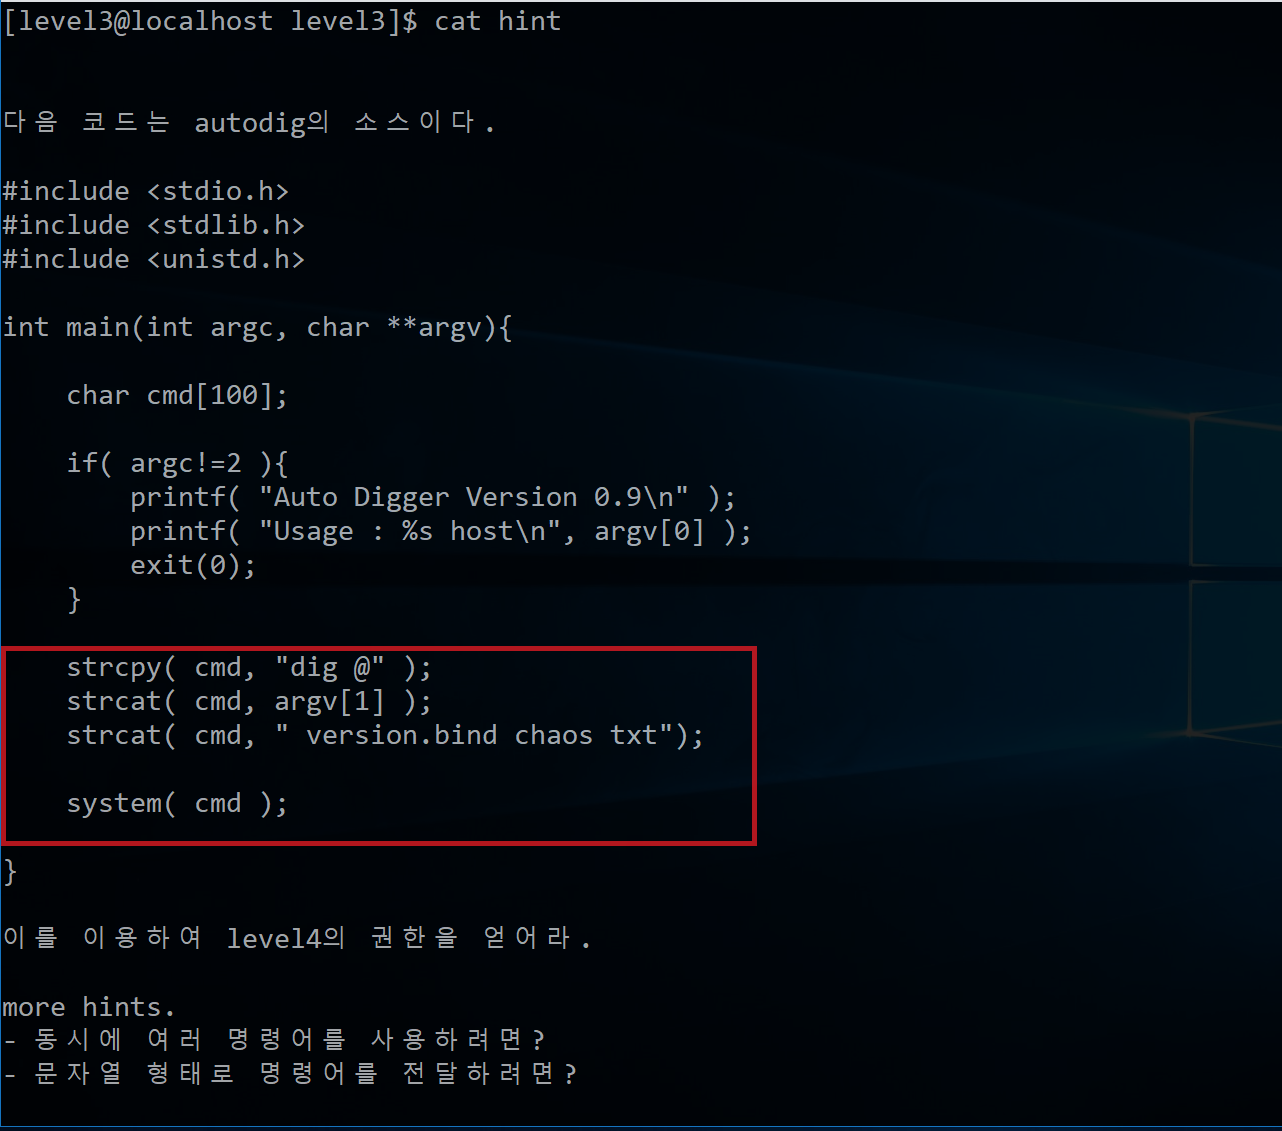 [level3@localhost level3]$ cat hint
다음 코드는 autodig의 소스이다.
#include <stdio.h>
#include <stdlib.h>
#include <unistd.h>
int main(int argc, char **argv){
char cmd[100];
if( argc!=2 ){
printf( "Auto Digger Version 0.9\n" );
printf( "Usage : %s host\n", argv[0] );
exit(0);
}
strcpy( cmd, "dig @" );
strcat( cmd, argv[1] );
strcat( cmd, " version.bind chaos txt");
system( cmd );
}
이를 이용하여 level4의 권한을 얻어라.
more hints.
- 동시에 여러 명령어를 사용하려면?
- 문자열 형태로 명령어를 전달하려면?